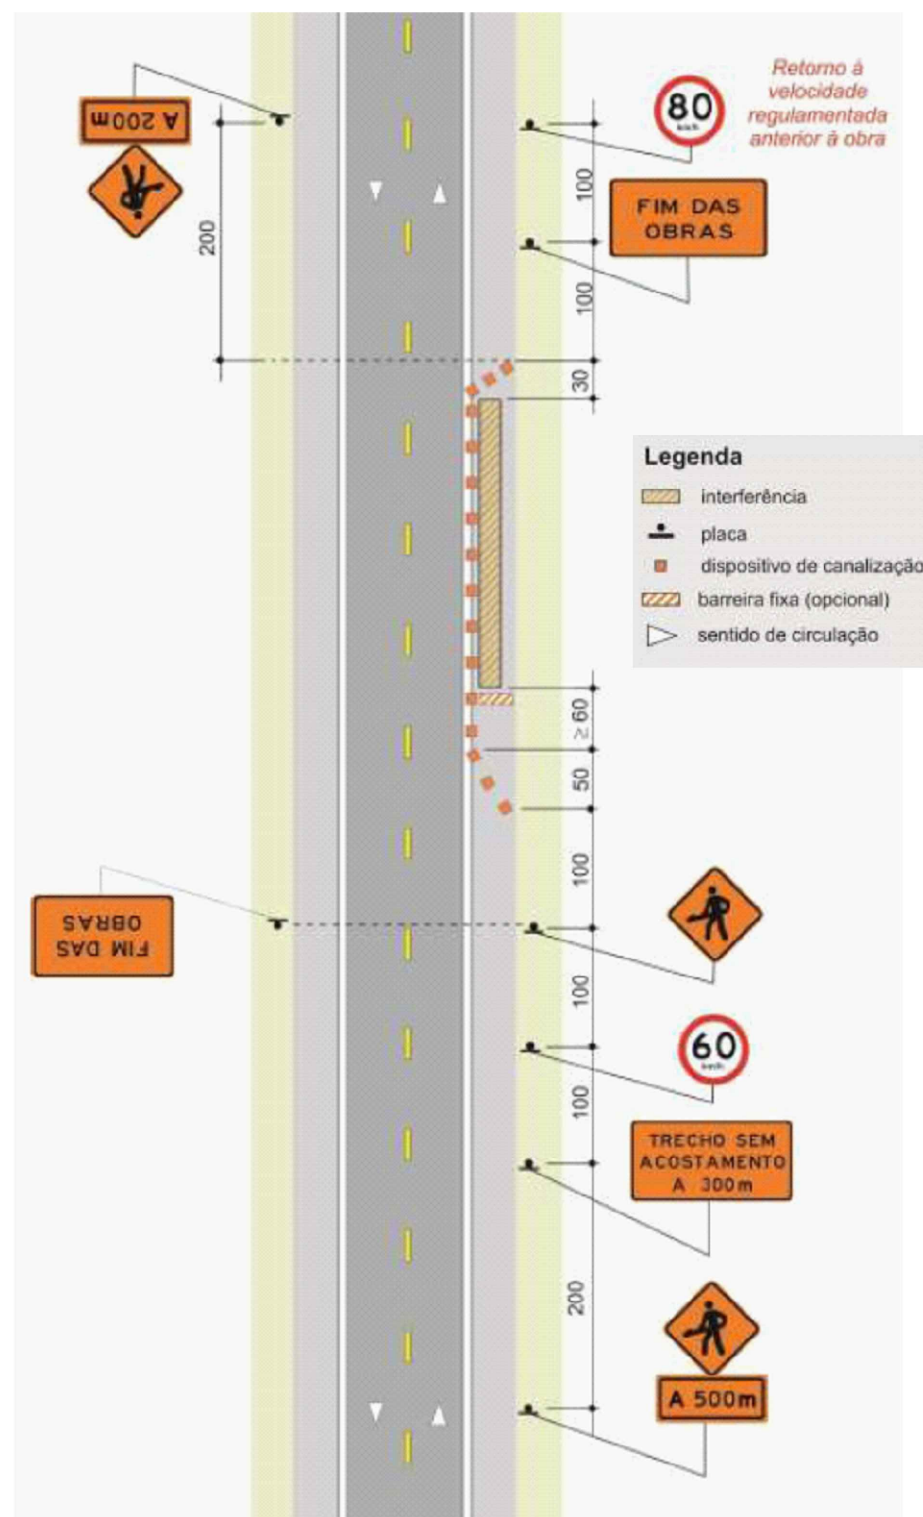 Retorno à
velocidade
regulamentada
anterior à obra
80
km/h
A 200m
FIM DAS
OBRAS
100
200
100
30
Legenda
interferência
placa
dispositivo de canalização
barreira fixa (opcional)
sentido de circulação
≥ 60
50
100
FIM DAS
OBRAS
100
60
km/h
100
TRECHO SEM
ACOSTAMENTO
A 300m
200
A 500m